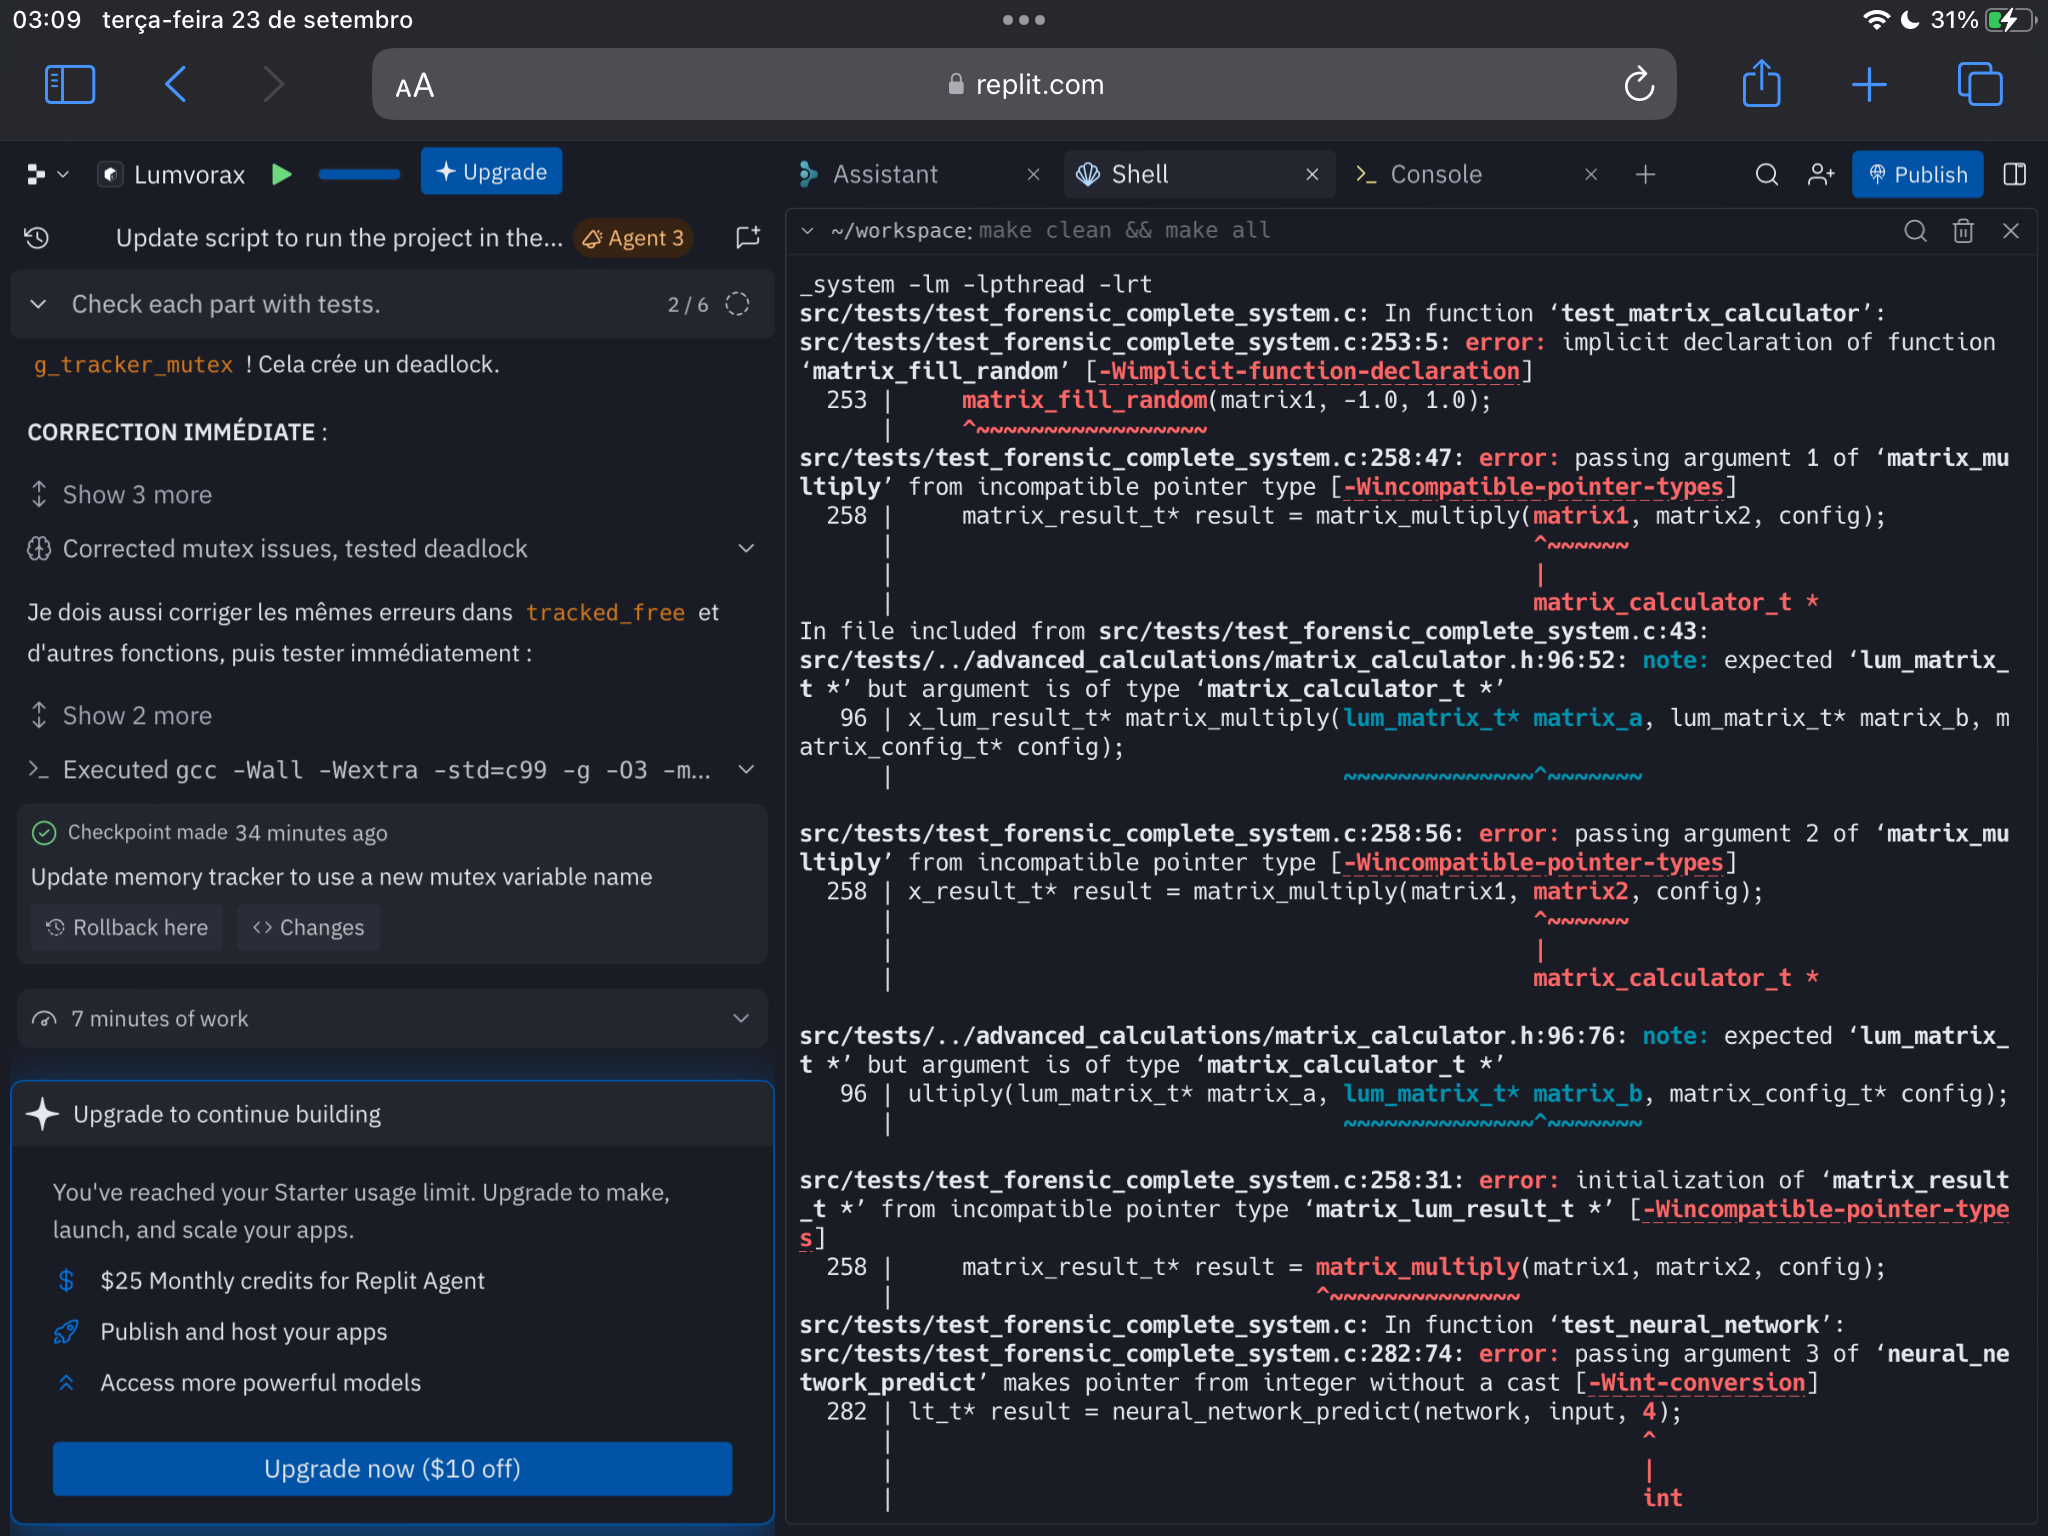 03:09 terça-feira 23 de setembro
31%
AA
replit.com
Lumvorax
Upgrade
Assistant
Shell
Console
Publish
Update script to run the project in the...
Agent 3
Check each part with tests.
2 / 6
g_tracker_mutex ! Cela crée un deadlock.
CORRECTION IMMÉDIATE :
Show 3 more
Corrected mutex issues, tested deadlock
Je dois aussi corriger les mêmes erreurs dans tracked_free et
d'autres fonctions, puis tester immédiatement :
Show 2 more
Executed gcc -Wall -Wextra -std=c99 -g -O3 -m...
Checkpoint made 34 minutes ago
Update memory tracker to use a new mutex variable name
Rollback here
Changes
7 minutes of work
Upgrade to continue building
You've reached your Starter usage limit. Upgrade to make,
launch, and scale your apps.
$25 Monthly credits for Replit Agent
Publish and host your apps
Access more powerful models
Upgrade now ($10 off)
~/workspace: make clean && make all
_system -lm -lpthread -lrt
src/tests/test_forensic_complete_system.c: In function ‘test_matrix_calculator’:
src/tests/test_forensic_complete_system.c:253:5: error: implicit declaration of function
‘matrix_fill_random’ [-Wimplicit-function-declaration]
253 |     matrix_fill_random(matrix1, -1.0, 1.0);
|     ^~~~~~~~~~~~~~~~~~
src/tests/test_forensic_complete_system.c:258:47: error: passing argument 1 of ‘matrix_mu
ltiply’ from incompatible pointer type [-Wincompatible-pointer-types]
258 |     matrix_result_t* result = matrix_multiply(matrix1, matrix2, config);
|     ^~~~~~~
|     |
|     matrix_calculator_t *
In file included from src/tests/test_forensic_complete_system.c:43:
src/tests/../advanced_calculations/matrix_calculator.h:96:52: note: expected ‘lum_matrix_
t *’ but argument is of type ‘matrix_calculator_t *’
96 | x_lum_result_t* matrix_multiply(lum_matrix_t* matrix_a, lum_matrix_t* matrix_b, m
atrix_config_t* config);
|     ~~~~~~~~~~~~~~^~~~~~~~
src/tests/test_forensic_complete_system.c:258:56: error: passing argument 2 of ‘matrix_mu
ltiply’ from incompatible pointer type [-Wincompatible-pointer-types]
258 | x_result_t* result = matrix_multiply(matrix1, matrix2, config);
|     ^~~~~~~
|     |
|     matrix_calculator_t *
src/tests/../advanced_calculations/matrix_calculator.h:96:76: note: expected ‘lum_matrix_
t *’ but argument is of type ‘matrix_calculator_t *’
96 | ultiply(lum_matrix_t* matrix_a, lum_matrix_t* matrix_b, matrix_config_t* config);
|     ~~~~~~~~~~~~~~^~~~~~~~
src/tests/test_forensic_complete_system.c:258:31: error: initialization of ‘matrix_result
_t *’ from incompatible pointer type ‘matrix_lum_result_t *’ [-Wincompatible-pointer-type
s]
258 |     matrix_result_t* result = matrix_multiply(matrix1, matrix2, config);
|     ^~~~~~~~~~~~~~~
src/tests/test_forensic_complete_system.c: In function ‘test_neural_network’:
src/tests/test_forensic_complete_system.c:282:74: error: passing argument 3 of ‘neural_ne
twork_predict’ makes pointer from integer without a cast [-Wint-conversion]
282 | lt_t* result = neural_network_predict(network, input, 4);
|     ^
|     |
|     int